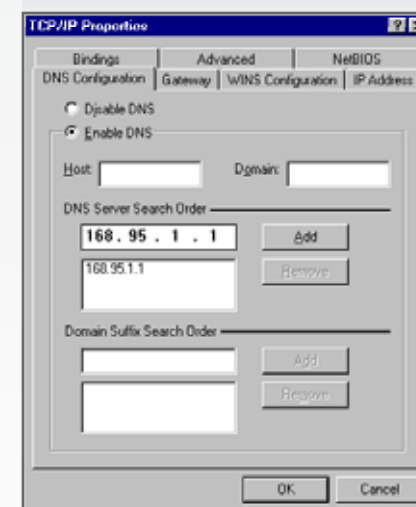 TCP/IP Properties
Bindings Advanced NetBIOS
DNS Configuration Gateway WINS Configuration IP Address
Disable DNS
Enable DNS
Host: Domain:
DNS Server Search Order
168 . 95 . 1 . 1 Add
168.95.1.1 Remove
Domain Suffix Search Order
Add
Remove
OK Cancel